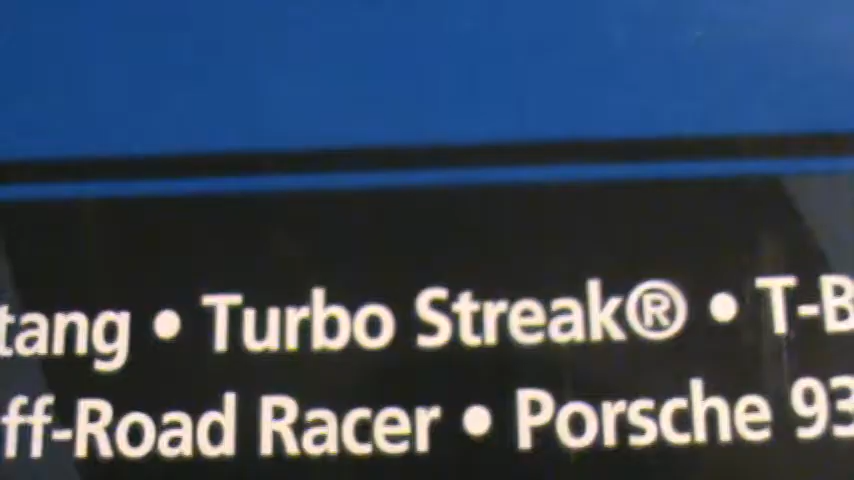 tang • Turbo Streak® • T-B
ff-Road Racer • Porsche 93